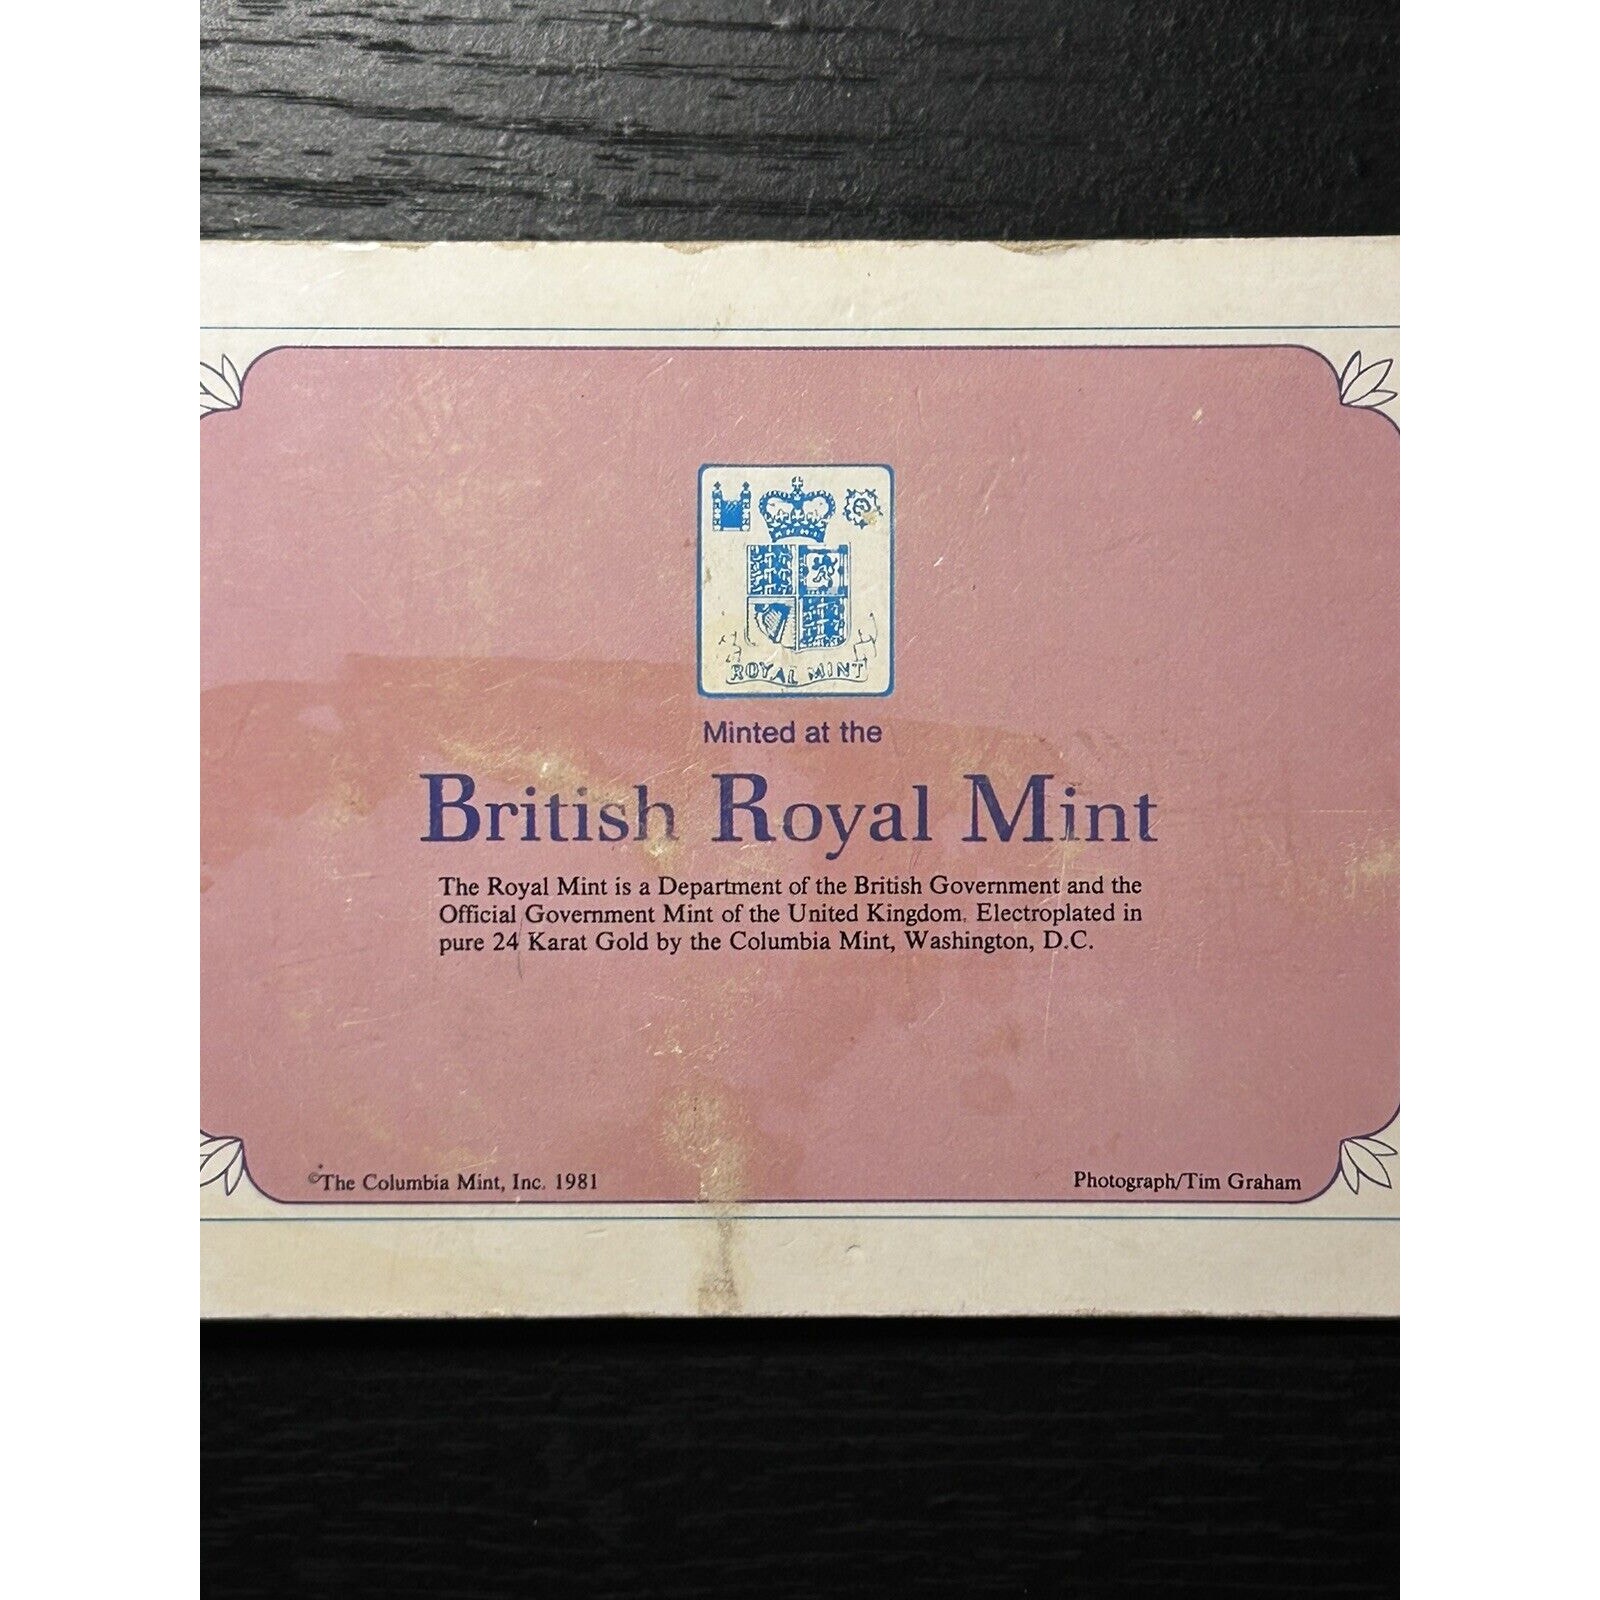 ROYAL MINT
Minted at the
British Royal Mint
The Royal Mint is a Department of the British Government and the
Official Government Mint of the United Kingdom. Electroplated in
pure 24 Karat Gold by the Columbia Mint, Washington, D.C.
©The Columbia Mint, Inc. 1981
Photograph/Tim Graham